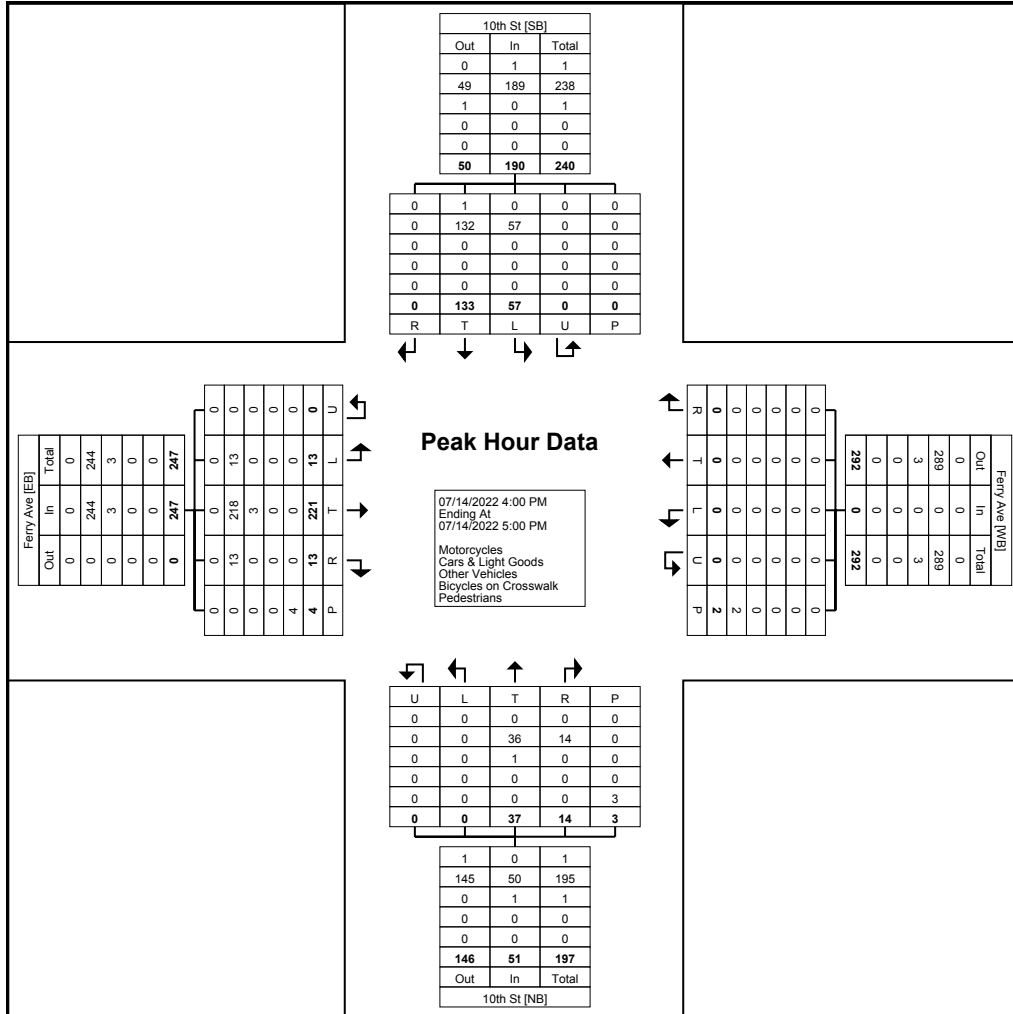 10th St [SB]
Out In Total
0 1 1
49 189 238
1 0 1
0 0 0
0 0 0
50 190 240
0 1 0 0 0
0 132 57 0 0
0 0 0 0 0
0 0 0 0 0
0 0 0 0 0
0 133 57 0 0
R T L U P
Ferry Ave [EB]
Total 0 244 3 0 0 247
In 0 244 3 0 0 247
Out 0 0 0 0 0 0
0 0 0 0 0 0 U
0 13 0 0 0 13 L
0 218 3 0 0 221 T
0 13 0 0 0 13 R
0 0 0 0 4 4 P
Peak Hour Data
07/14/2022 4:00 PM
Ending At
07/14/2022 5:00 PM
Motorcycles
Cars & Light Goods
Other Vehicles
Bicycles on Crosswalk
Pedestrians
R 0 0 0 0 0 0
T 0 0 0 0 0 0
L 0 0 0 0 0 0
U 0 0 0 0 0 0
P 2 2 0 0 0 0
292 0 0 3 289 0 Out
0 0 0 0 0 0 In
292 0 0 3 289 0 Total
Ferry Ave [WB]
U L T R P
0 0 0 0 0
0 0 36 14 0
0 0 1 0 0
0 0 0 0 0
0 0 0 0 3
0 0 37 14 3
1 0 1
145 50 195
0 1 1
0 0 0
0 0 0
146 51 197
Out In Total
10th St [NB]